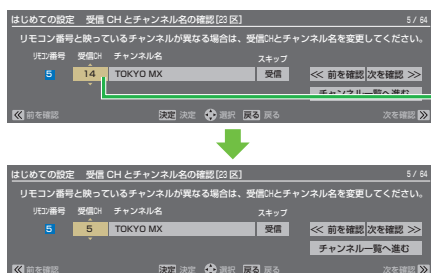 はじめての設定 受信 CH とチャンネル名の確認[23 区] 5 / 64
リモコン番号と映っているチャンネルが異なる場合は、受信CHとチャンネル名を変更してください。
リモコン番号 受信CH チャンネル名 スキップ
5 14 TOKYO MX 受信 << 前を確認 次を確認 >>
チャンネル一覧へ進む
前を確認 決定 決定 選択 戻る 戻る 次を確認
はじめての設定 受信 CH とチャンネル名の確認[23 区] 5 / 64
リモコン番号と映っているチャンネルが異なる場合は、受信CHとチャンネル名を変更してください。
リモコン番号 受信CH チャンネル名 スキップ
5 5 TOKYO MX 受信 << 前を確認 次を確認 >>
チャンネル一覧へ進む
前を確認 決定 決定 選択 戻る 戻る 次を確認